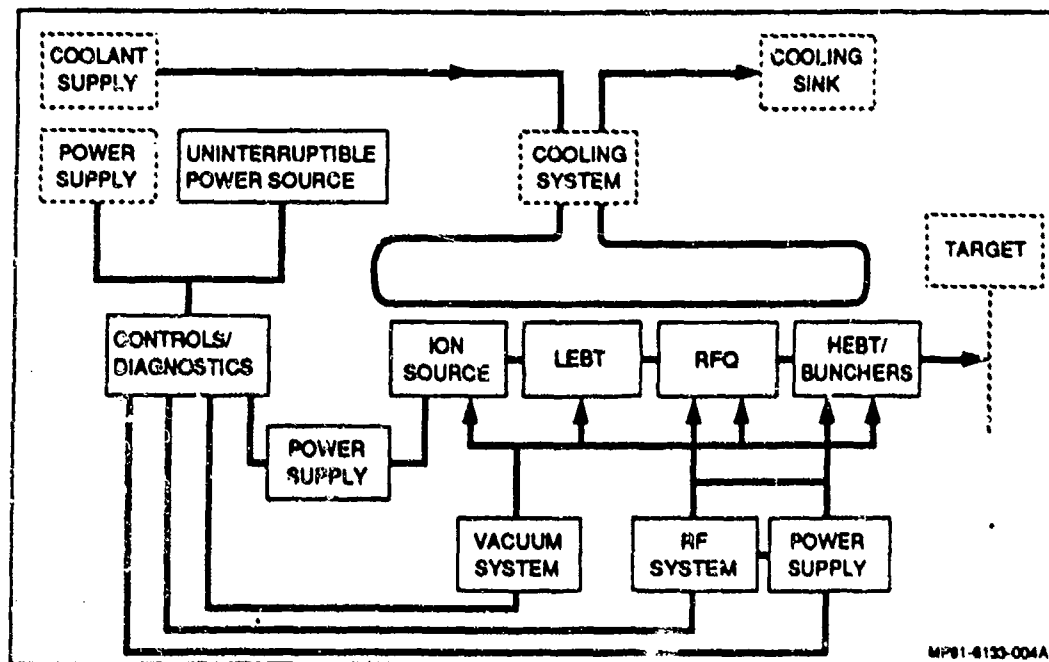 COOLANT
SUPPLY
COOLING
SINK
POWER
SUPPLY
UNINTERRUPTIBLE
POWER SOURCE
COOLING
SYSTEM
TARGET
CONTROLS/
DIAGNOSTICS
ION
SOURCE
LEBT
RFQ
HEBT/
BUNCHERS
POWER
SUPPLY
VACUUM
SYSTEM
RF
SYSTEM
POWER
SUPPLY
MP91-6133-004A